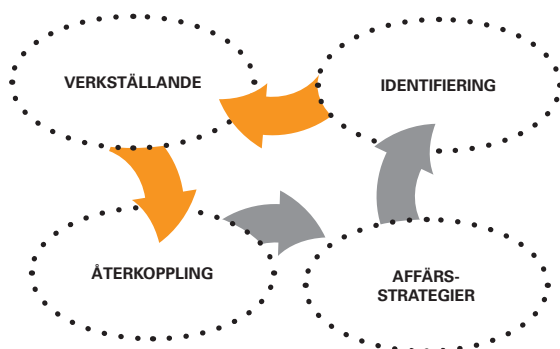 VERKSTÄLLANDE
IDENTIFIERING
ÅTERKOPPLING
AFFÄRS-
STRATEGIER